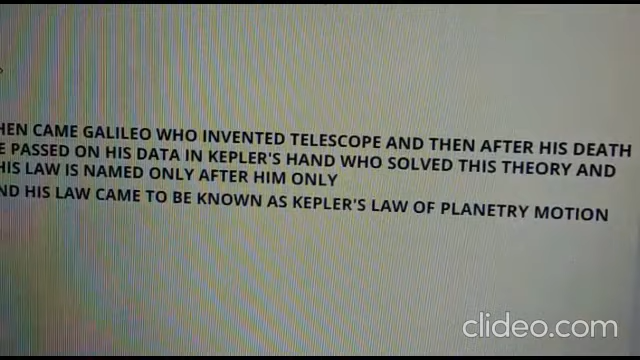 HEN CAME GALILEO WHO INVENTED TELESCOPE AND THEN AFTER HIS DEATH
E PASSED ON HIS DATA IN KEPLER'S HAND WHO SOLVED THIS THEORY AND
HIS LAW IS NAMED ONLY AFTER HIM ONLY
ND HIS LAW CAME TO BE KNOWN AS KEPLER'S LAW OF PLANETRY MOTION
clideo.com